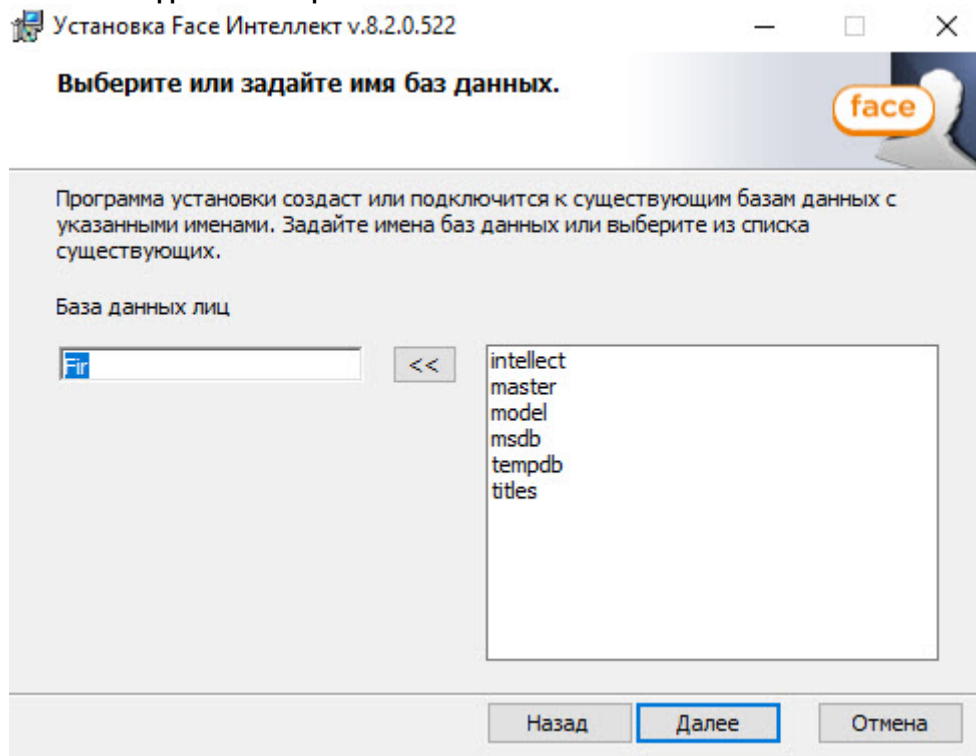 Установка Face Интеллект v.8.2.0.522
Выберите или задайте имя баз данных.
face
Программа установки создаст или подключится к существующим базам данных с
указанными именами. Задайте имена баз данных или выберите из списка
существующих.
База данных лиц
Fir
<<
intellect
master
model
msdb
tempdb
titles
Назад
Далее
Отмена